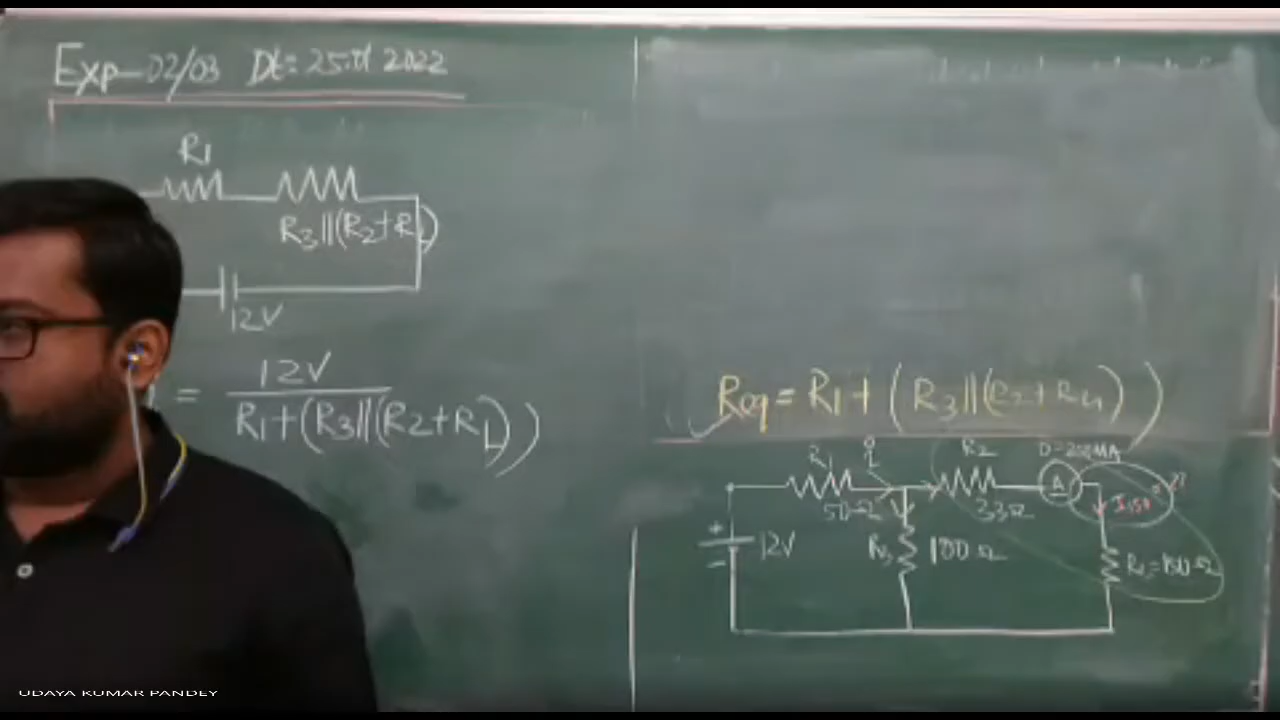 Exp-02/03 Dt: 25 2022
R1
R3||(R2+RL)
12V
= 12V
R1+(R3||(R2+RL))
Req = R1+(R3||(R2+RL))
R1
R2
50Ω
33Ω
A
I150
12V
R3
100Ω
RL=150Ω
UDAYA KUMAR PANDEY